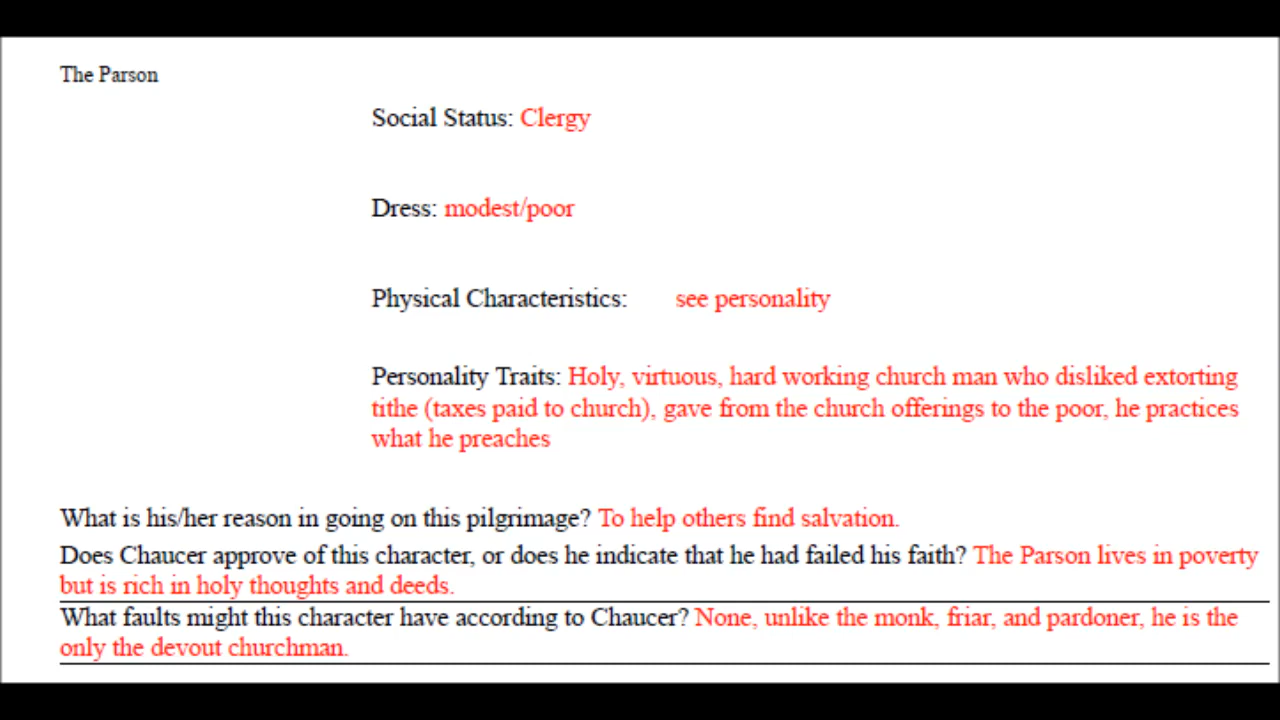 The Parson
Social Status: Clergy
Dress: modest/poor
Physical Characteristics: see personality
Personality Traits: Holy, virtuous, hard working church man who disliked extorting
tithe (taxes paid to church), gave from the church offerings to the poor, he practices
what he preaches
What is his/her reason in going on this pilgrimage? To help others find salvation.
Does Chaucer approve of this character, or does he indicate that he had failed his faith? The Parson lives in poverty
but is rich in holy thoughts and deeds.
What faults might this character have according to Chaucer? None, unlike the monk, friar, and pardoner, he is the
only the devout churchman.